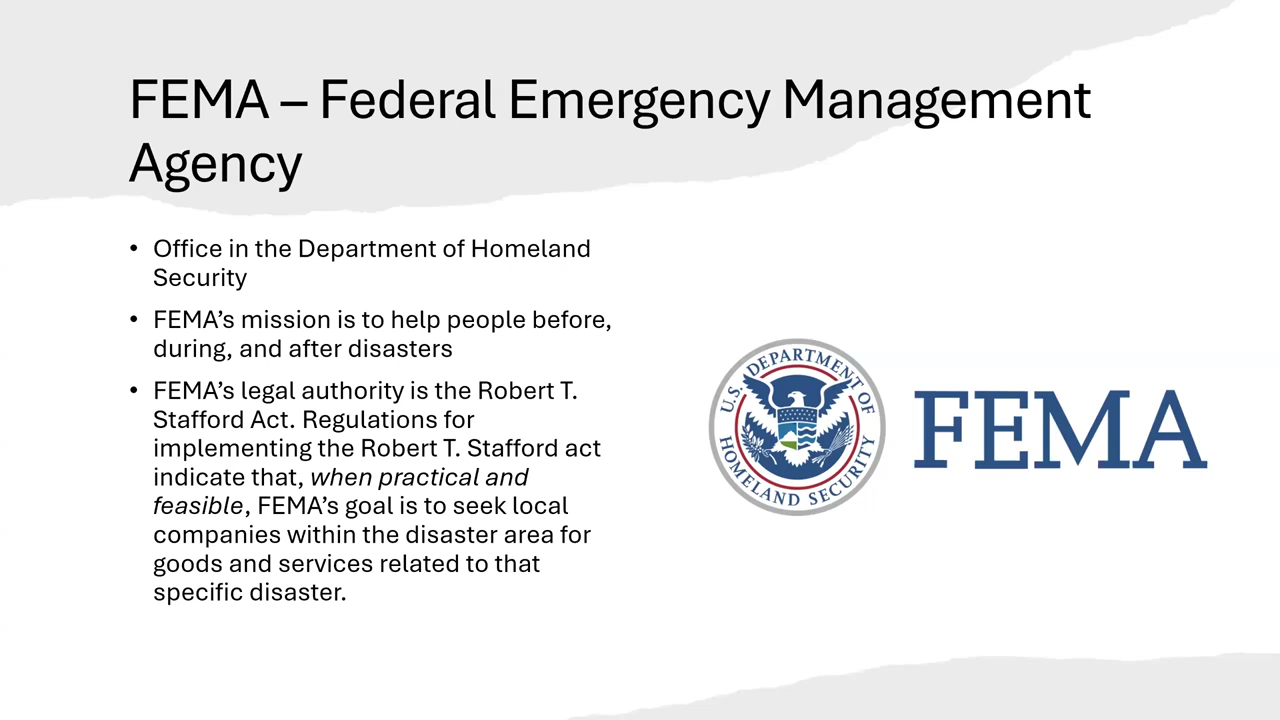 FEMA – Federal Emergency Management
Agency
• Office in the Department of Homeland
Security
• FEMA’s mission is to help people before,
during, and after disasters
• FEMA’s legal authority is the Robert T.
Stafford Act. Regulations for
implementing the Robert T. Stafford act
indicate that, when practical and
feasible, FEMA’s goal is to seek local
companies within the disaster area for
goods and services related to that
specific disaster.
U.S. DEPARTMENT OF
HOMELAND SECURITY
FEMA